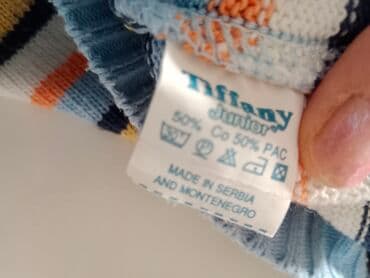 Tiffany
Junior
50% Co 50% PAC
MADE IN SERBIA
AND MONTENEGRO